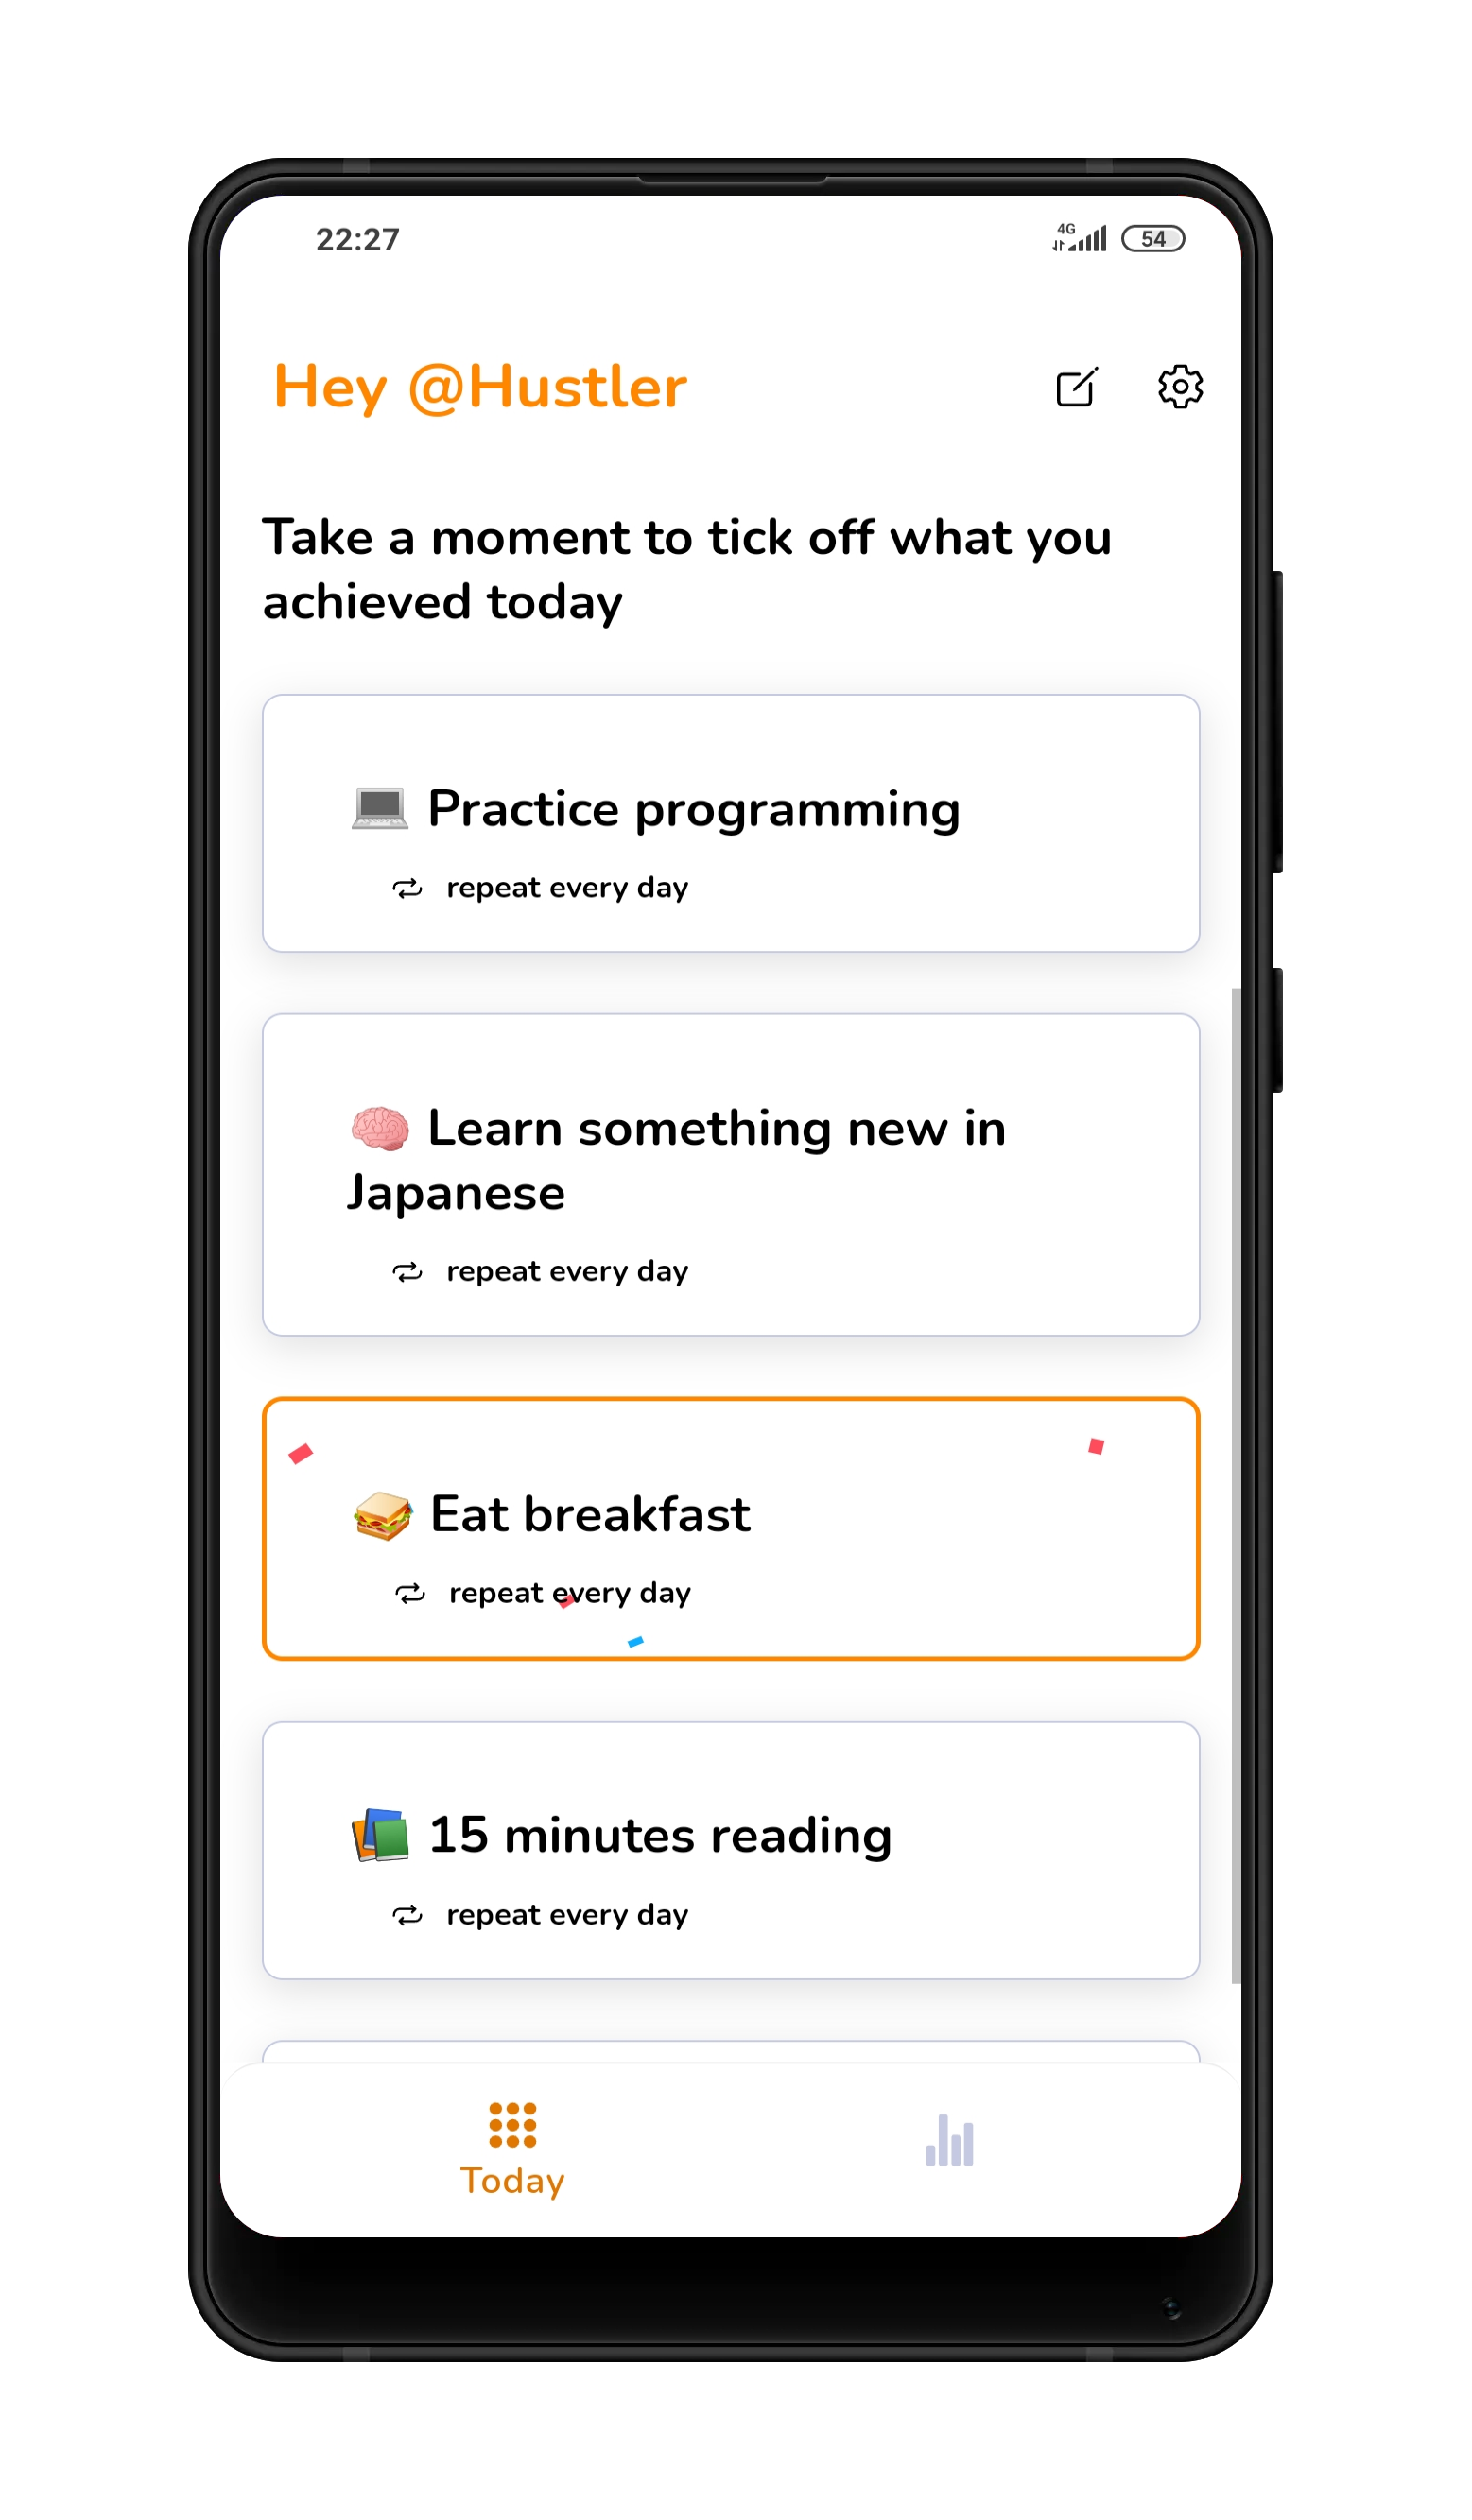 22:27 4G 54
Hey @Hustler
Take a moment to tick off what you
achieved today
💻 Practice programming
repeat every day
🧠 Learn something new in
Japanese
repeat every day
🥪 Eat breakfast
repeat every day
📚 15 minutes reading
repeat every day
Today